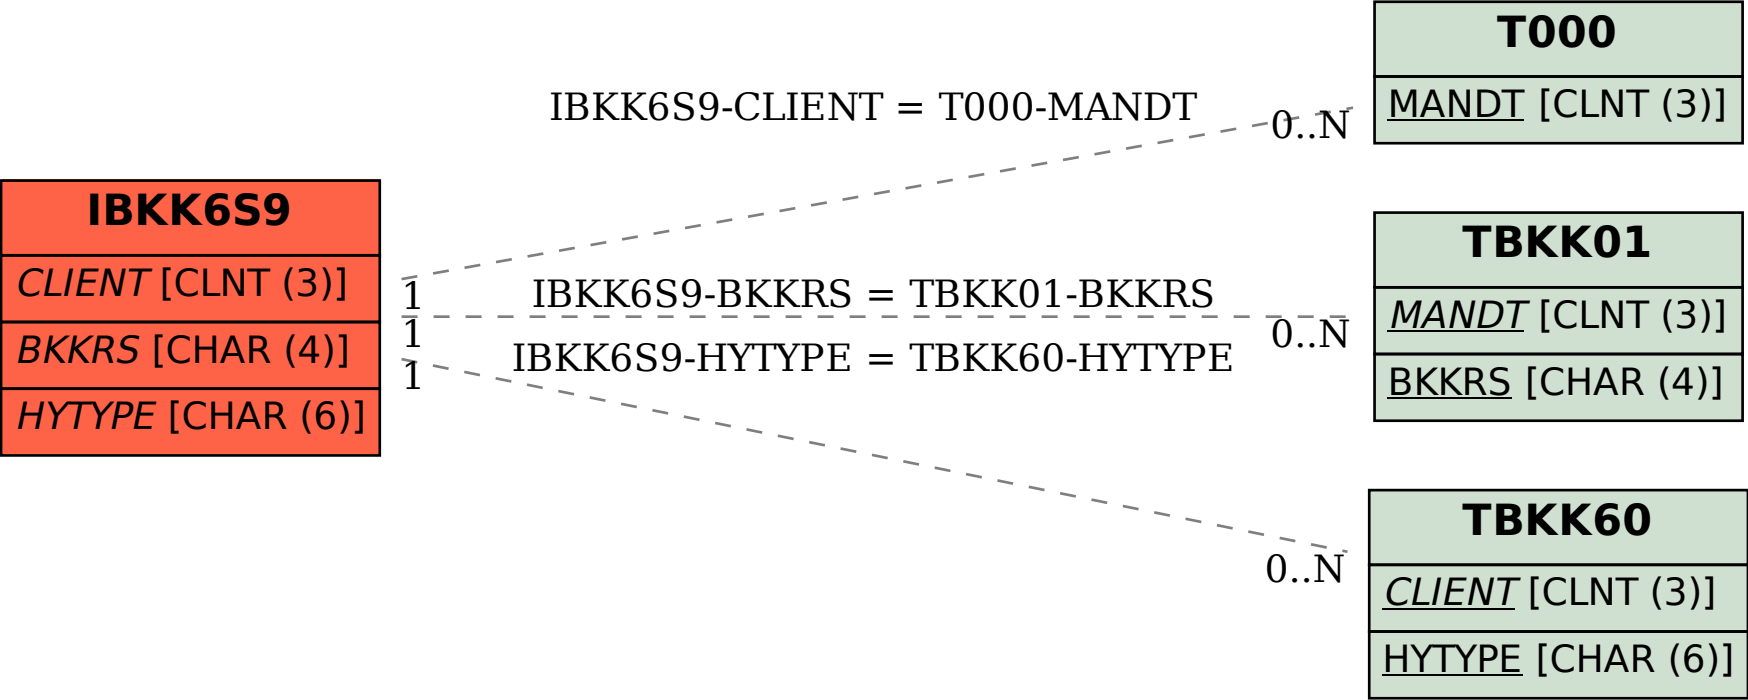 IBKK6S9
CLIENT [CLNT (3)]
BKKRS [CHAR (4)]
HYTYPE [CHAR (6)]
IBKK6S9-CLIENT = T000-MANDT
0..N
1
IBKK6S9-BKKRS = TBKK01-BKKRS
0..N
1
IBKK6S9-HYTYPE = TBKK60-HYTYPE
1
0..N
T000
MANDT [CLNT (3)]
TBKK01
MANDT [CLNT (3)]
BKKRS [CHAR (4)]
TBKK60
CLIENT [CLNT (3)]
HYTYPE [CHAR (6)]